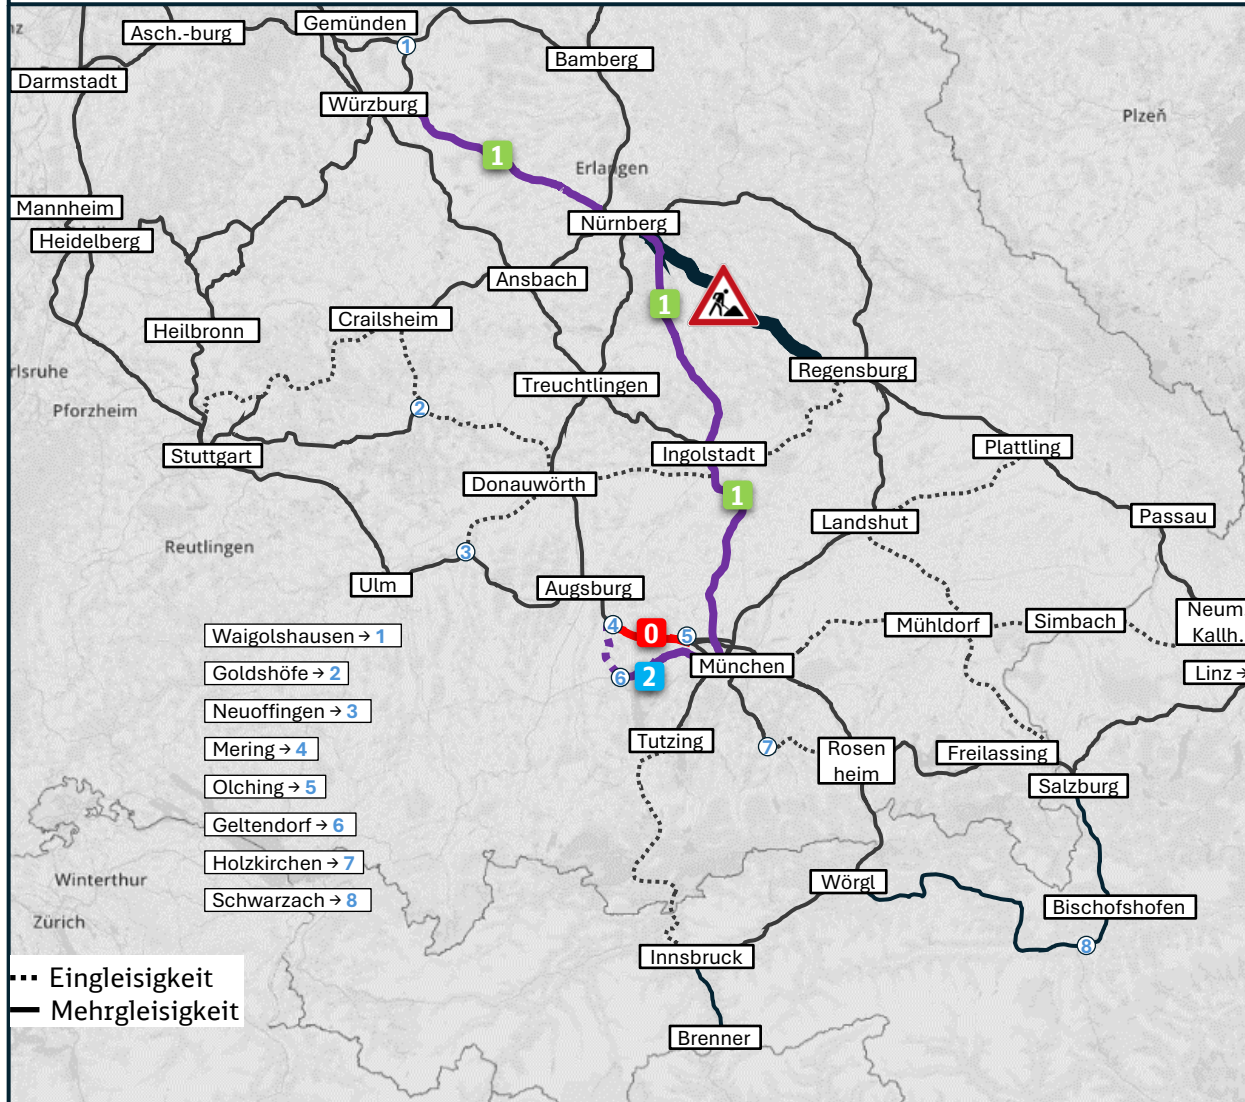 nz
Asch.-burg
Gemünden
1
Bamberg
Darmstadt
Würzburg
Plzeň
1
Erlangen
Mannheim
Nürnberg
Heidelberg
Ansbach
1
Crailsheim
Heilbronn
rlsruhe
Regensburg
Treuchtlingen
Pforzheim
2
Stuttgart
Ingolstadt
Plattling
Donauwörth
1
Landshut
Passau
Reutlingen
3
Ulm
Augsburg
4
0
5
Mühldorf
Simbach
Neum
Kallh.
München
6
2
Linz →
Waigolshausen → 1
Goldshöfe → 2
Neuoffingen → 3
Mering → 4
Olching → 5
Geltendorf → 6
Holzkirchen → 7
Schwarzach → 8
Tutzing
7
Rosen
heim
Freilassing
Salzburg
Winterthur
Wörgl
Bischofshofen
Zürich
8
Innsbruck
Brenner
Eingleisigkeit
Mehrgleisigkeit